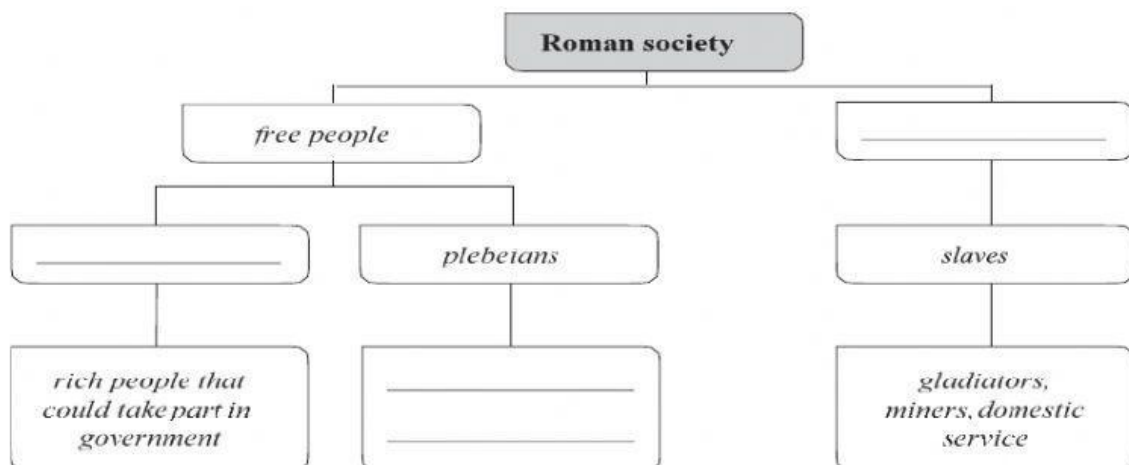 Roman society
free people
plebeians
slaves
rich people that
could take part in
government
gladiators,
miners, domestic
service